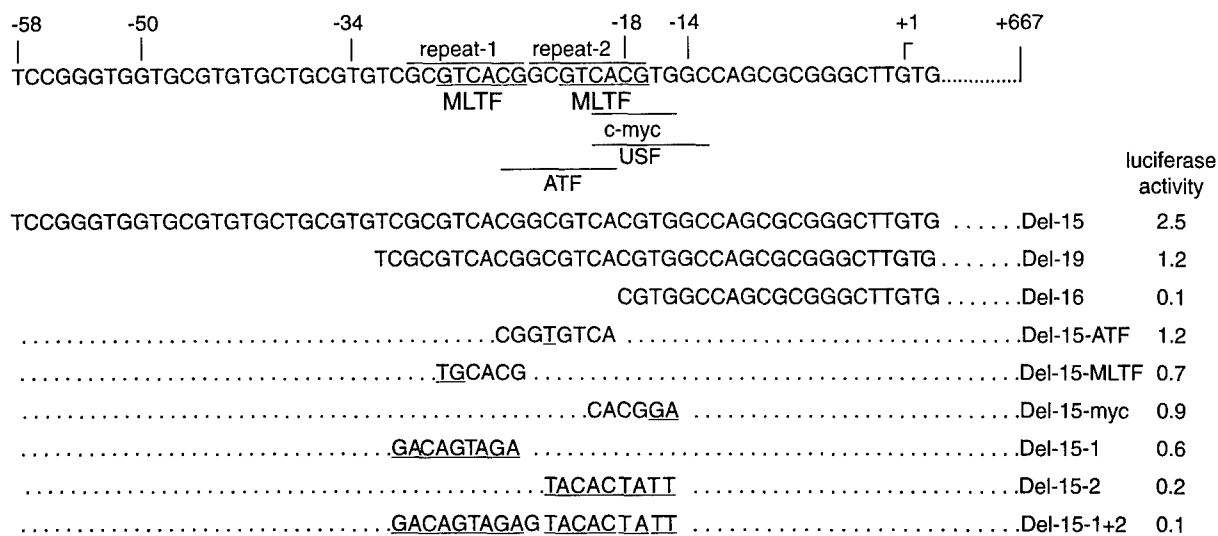 -58 -50 -34 -18 -14 +1 +667
repeat-1 repeat-2
TCCGGGTGGTGCGTGTGCTGCGTGTCGCGTCACGGCGTCACGTGGCCAGCGCGGGCTTGTG..............
MLTF MLTF
c-myc
USF
ATF
luciferase
activity
TCCGGGTGGTGCGTGTGCTGCGTGTCGCGTCACGGCGTCACGTGGCCAGCGCGGGCTTGTG .......Del-15 2.5
TCGCGTCACGGCGTCACGTGGCCAGCGCGGGCTTGTG .......Del-19 1.2
CGTGGCCAGCGCGGGCTTGTG .......Del-16 0.1
CGGTGTCA Del-15-ATF 1.2
TGCACG Del-15-MLTF 0.7
CACGGA Del-15-myc 0.9
GACAGTAGA Del-15-1 0.6
TACACTATT Del-15-2 0.2
GACAGTAGAGTACACTATT Del-15-1+2 0.1